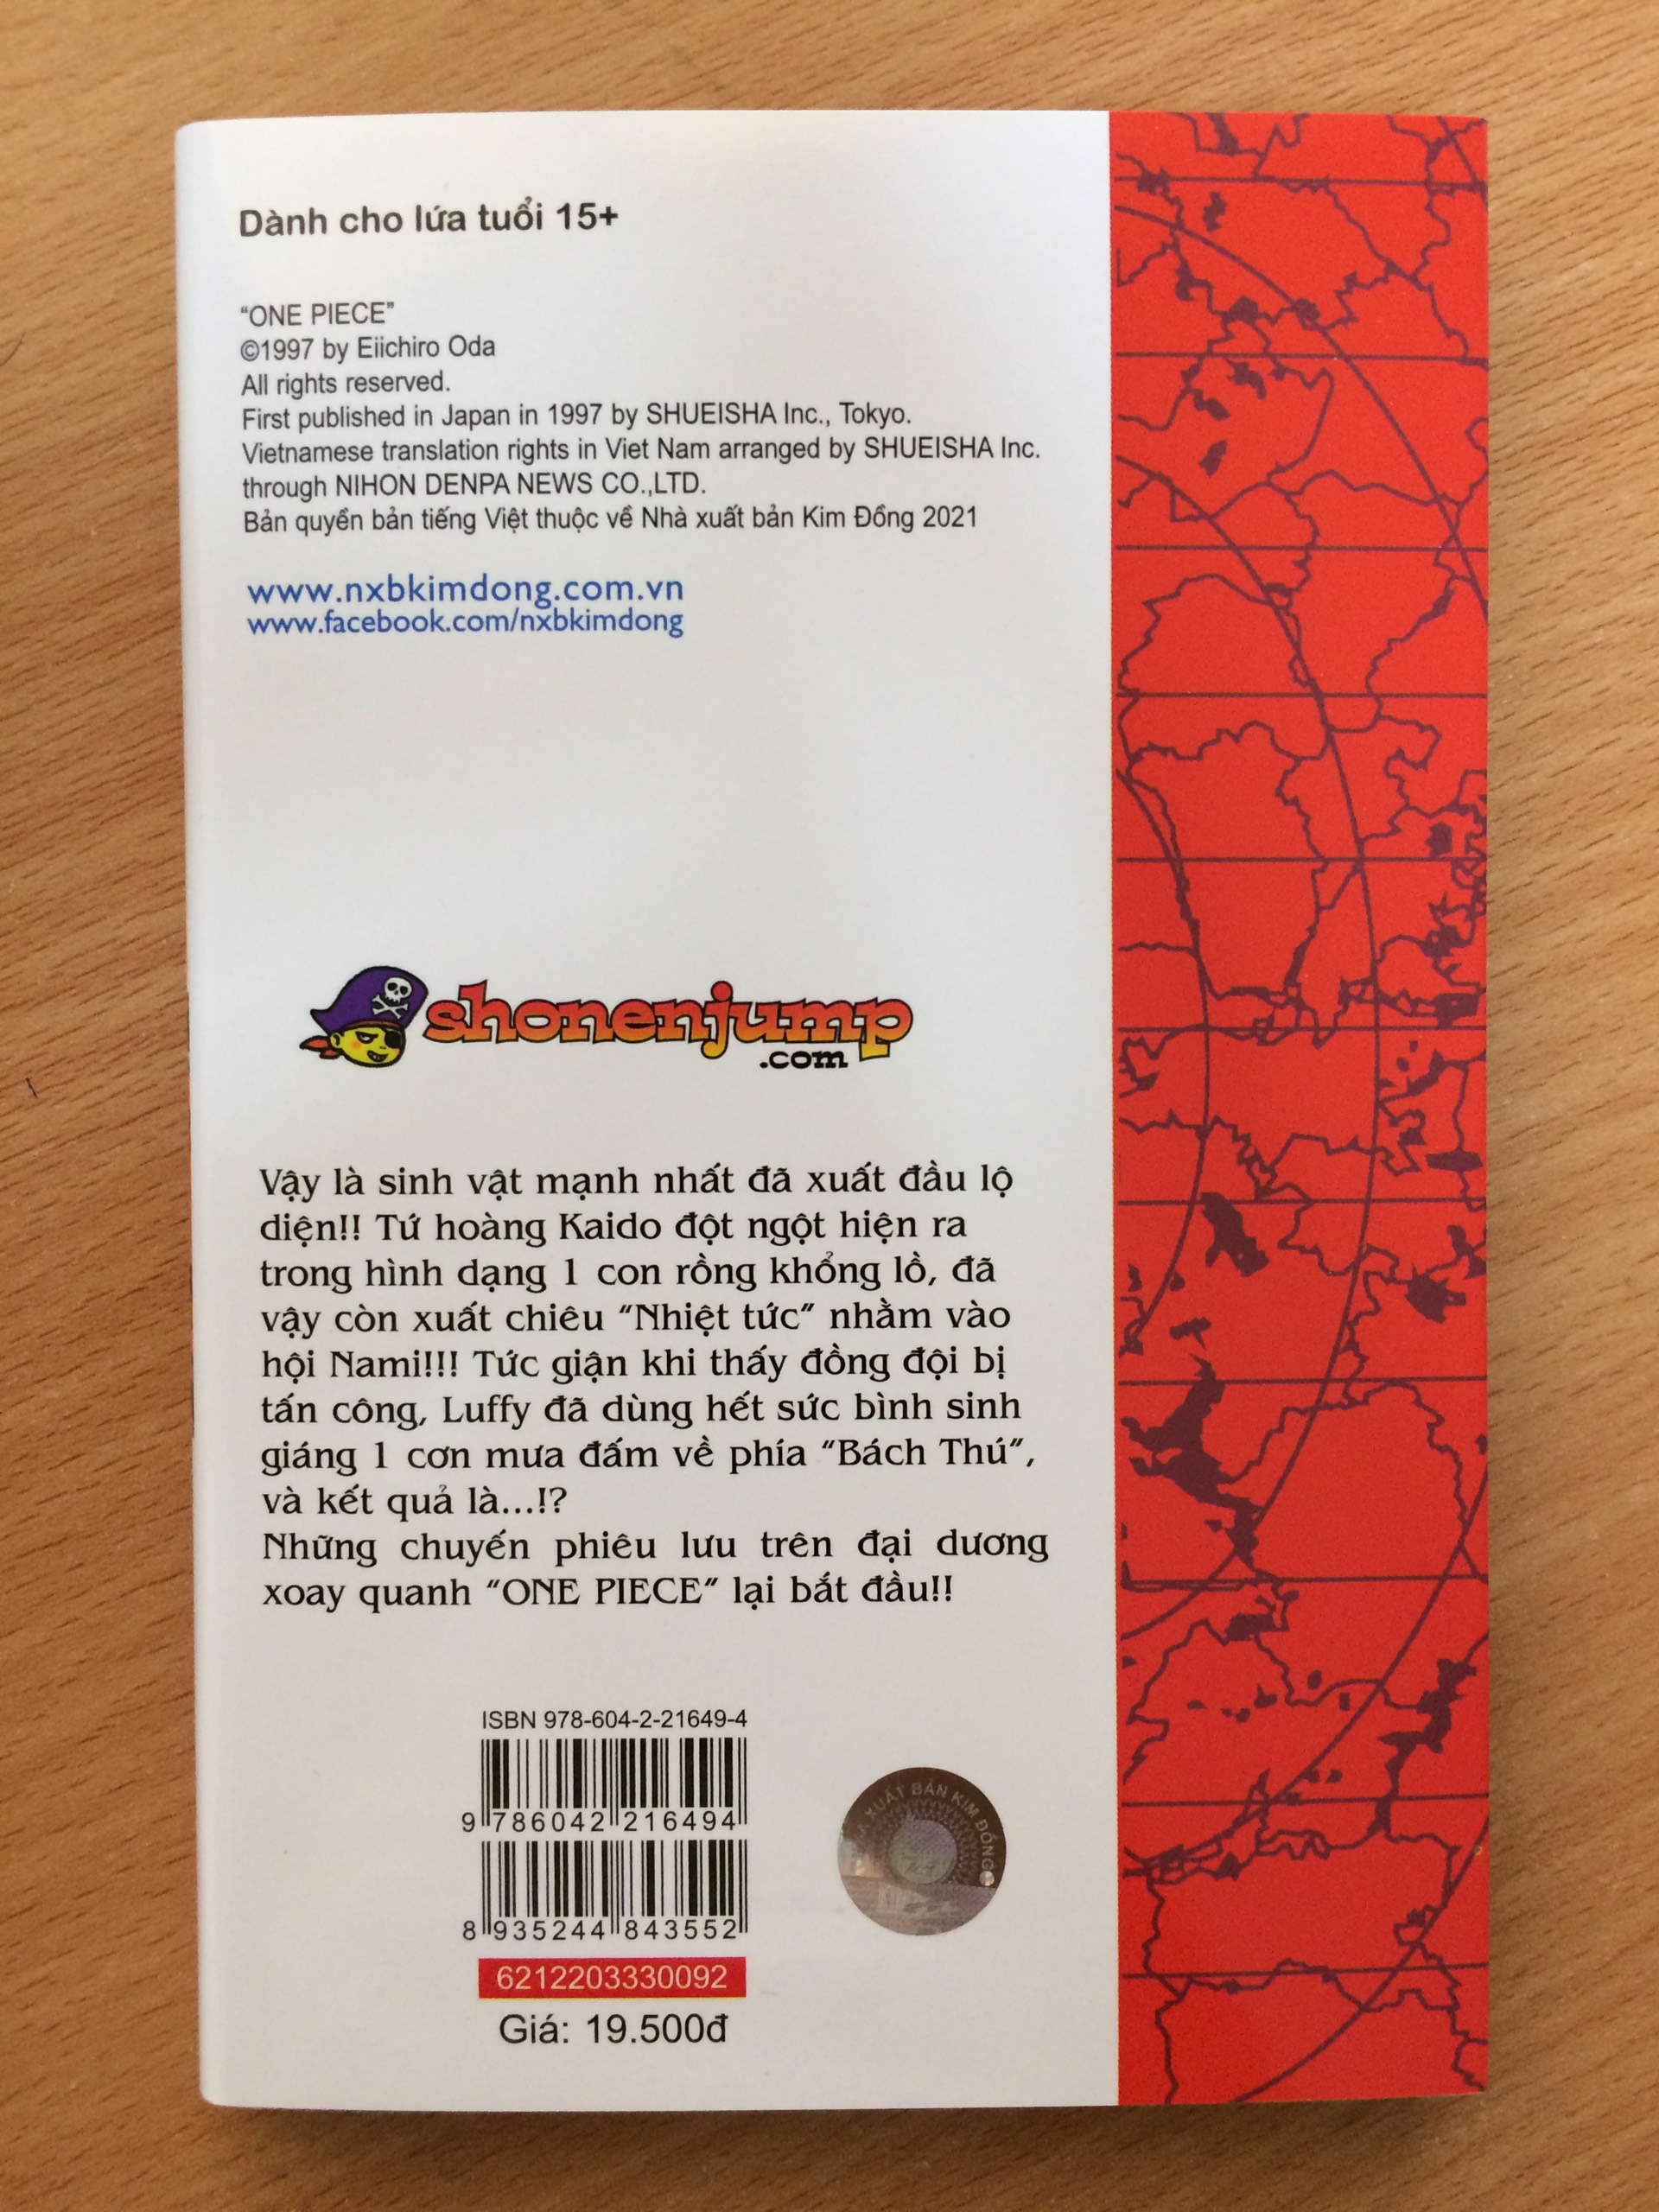 Dành cho lứa tuổi 15+
“ONE PIECE”
©1997 by Eiichiro Oda
All rights reserved.
First published in Japan in 1997 by SHUEISHA Inc., Tokyo.
Vietnamese translation rights in Viet Nam arranged by SHUEISHA Inc.
through NIHON DENPA NEWS CO.,LTD.
Bản quyền bản tiếng Việt thuộc về Nhà xuất bản Kim Đồng 2021
www.nxbkimdong.com.vn
www.facebook.com/nxbkimdong
shonenjump
.com
Vậy là sinh vật mạnh nhất đã xuất đầu lộ
diện!! Tứ hoàng Kaido đột ngột hiện ra
trong hình dạng 1 con rồng khổng lồ, đã
vậy còn xuất chiêu “Nhiệt tức” nhằm vào
hội Nami!!! Tức giận khi thấy đồng đội bị
tấn công, Luffy đã dùng hết sức bình sinh
giáng 1 cơn mưa đấm về phía “Bách Thú”,
và kết quả là...!?
Những chuyến phiêu lưu trên đại dương
xoay quanh “ONE PIECE” lại bắt đầu!!
ISBN 978-604-2-21649-4
9 786042 216494
XUẤT BẢN KIM ĐỒNG
8 935244 843552
6212203330092
Giá: 19.500đ